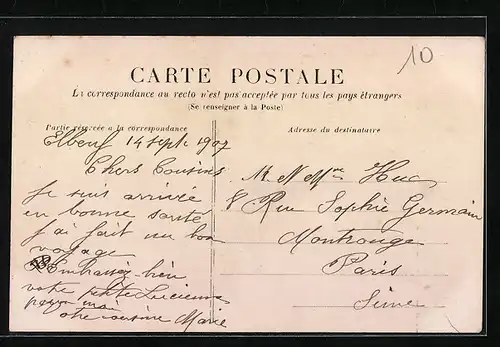 10
CARTE POSTALE
La correspondance au recto n'est pas acceptée par tous les pays étrangers
(Se renseigner à la Poste)
Partie réservée a la correspondance
Adresse du destinataire
Elbeuf 14 Sept 1907
Chers Cousins
Je suis arrivée
en bonne santé
J'ai fait un bon
voyage
Embrassez bien
votre petite Lucienne
pour moi
votre cousine Marie
M. et Mme Huc
8 Rue Sophie Germain
Montrouge
Paris
Seine